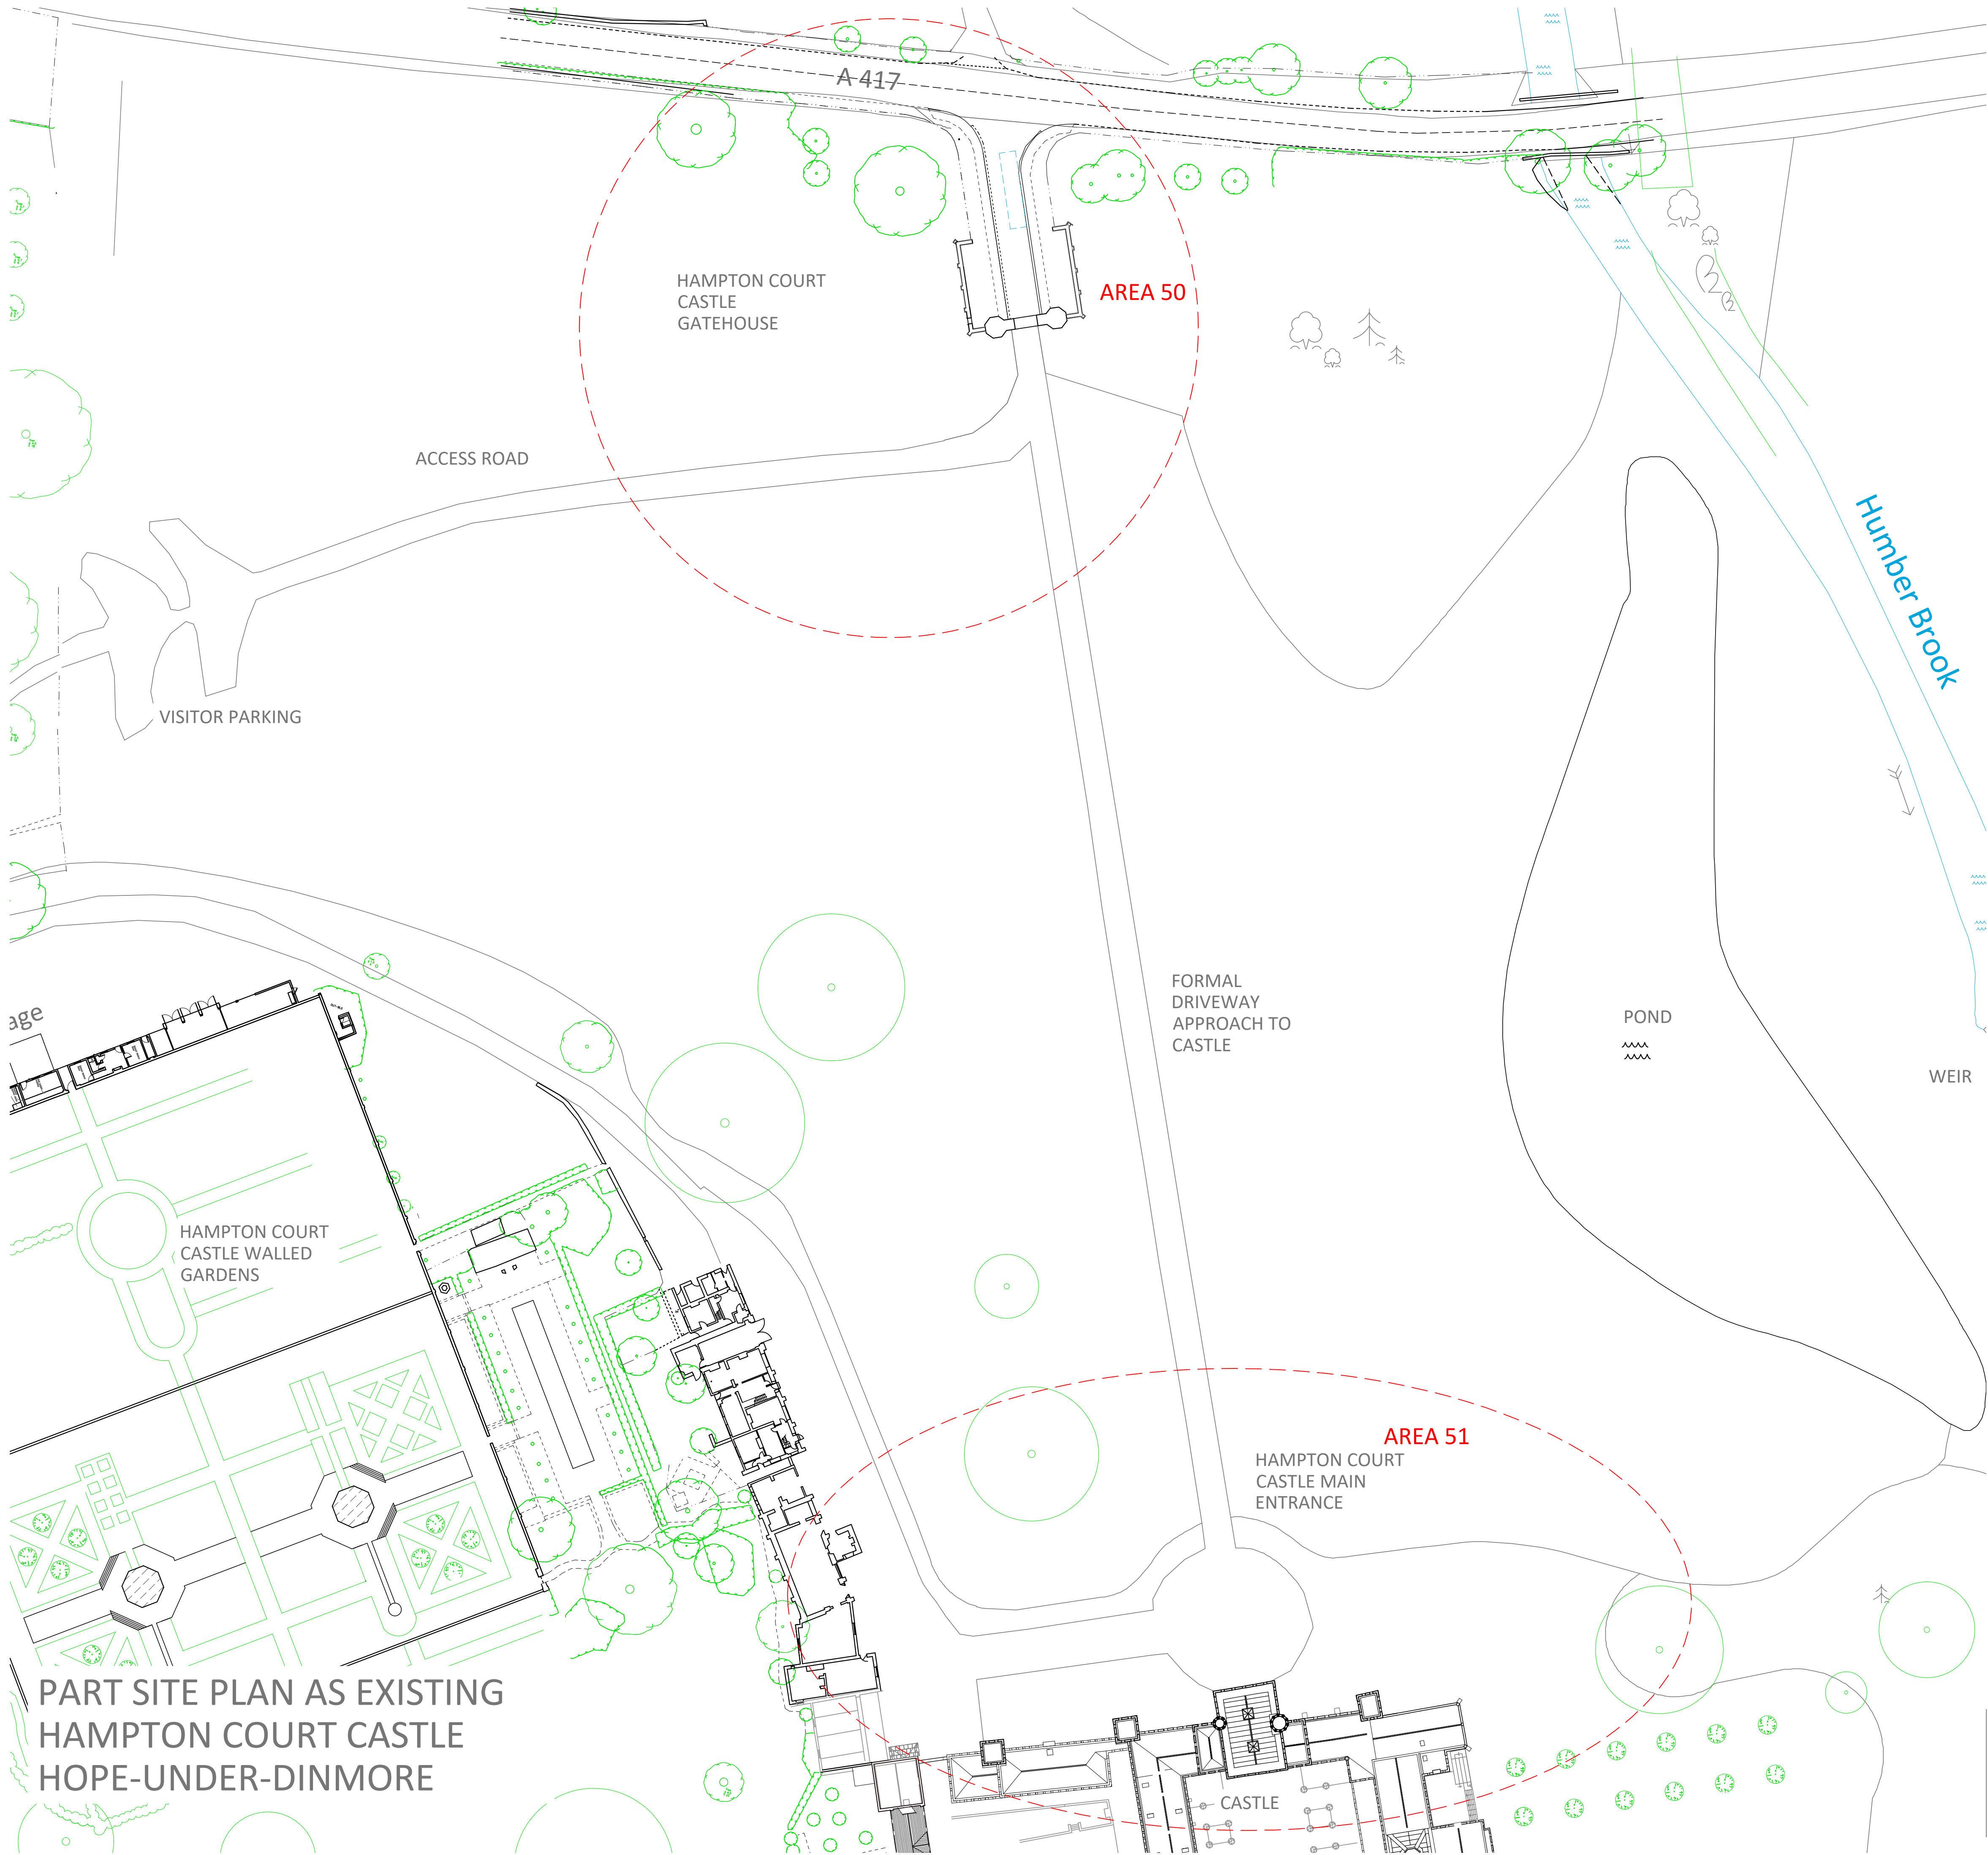 A 417
HAMPTON COURT
CASTLE
GATEHOUSE
AREA 50
ACCESS ROAD
Humber Brook
VISITOR PARKING
FORMAL
DRIVEWAY
APPROACH TO
CASTLE
POND
WEIR
HAMPTON COURT
CASTLE WALLED
GARDENS
AREA 51
HAMPTON COURT
CASTLE MAIN
ENTRANCE
PART SITE PLAN AS EXISTING
HAMPTON COURT CASTLE
HOPE-UNDER-DINMORE
CASTLE